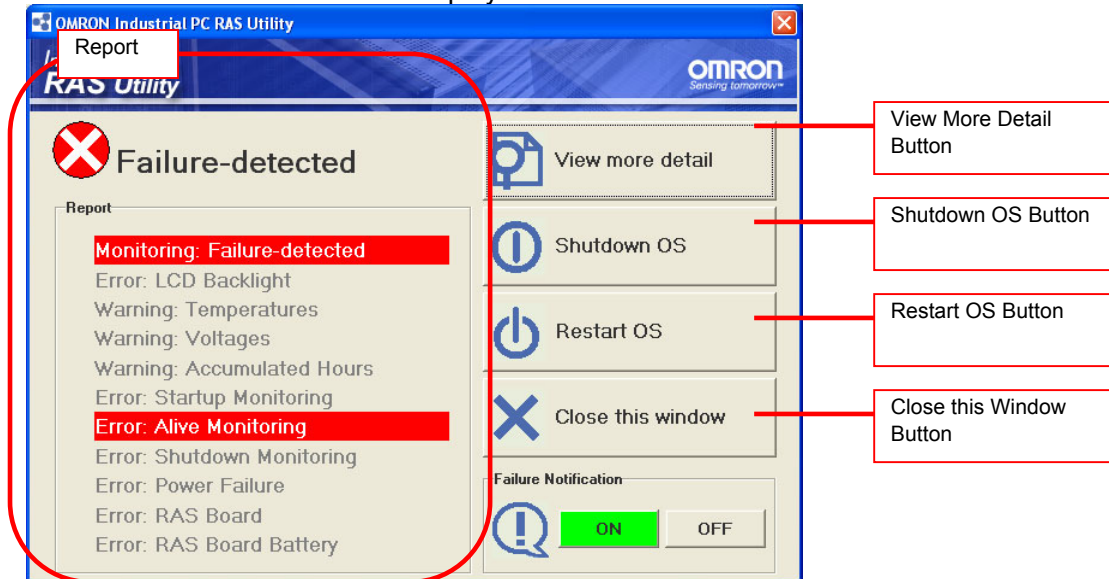 OMRON Industrial PC RAS Utility
Report
RAS Utility
OMRON
Sensing tomorrow™
Failure-detected
Report
Monitoring: Failure-detected
Error: LCD Backlight
Warning: Temperatures
Warning: Voltages
Warning: Accumulated Hours
Error: Startup Monitoring
Error: Alive Monitoring
Error: Shutdown Monitoring
Error: Power Failure
Error: RAS Board
Error: RAS Board Battery
View more detail
Shutdown OS
Restart OS
Close this window
Failure Notification
ON OFF
View More Detail
Button
Shutdown OS Button
Restart OS Button
Close this Window
Button